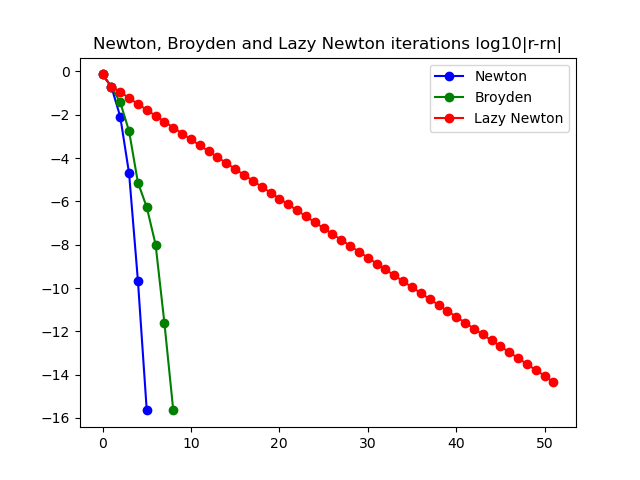 Newton, Broyden and Lazy Newton iterations log10|r-rn|
Newton
Broyden
Lazy Newton
0
−2
−4
−6
−8
−10
−12
−14
−16
0 10 20 30 40 50